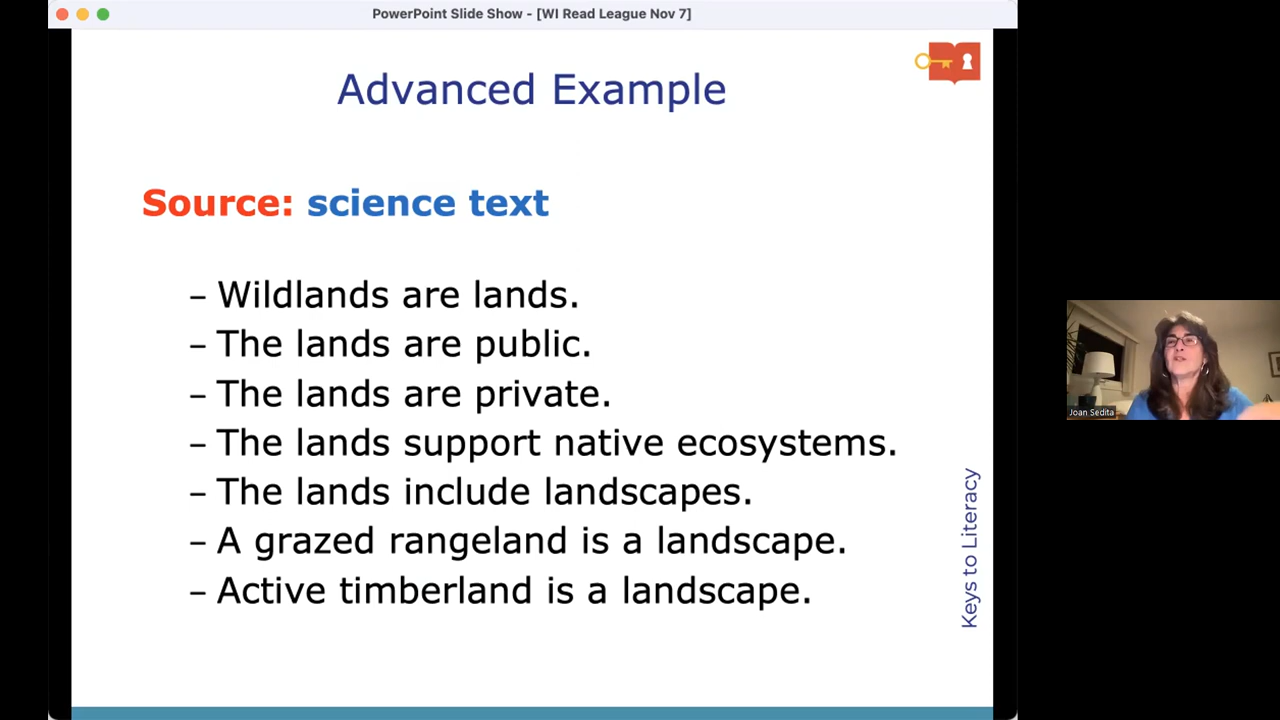 PowerPoint Slide Show - [WI Read League Nov 7]
Advanced Example
Source: science text
– Wildlands are lands.
– The lands are public.
– The lands are private.
– The lands support native ecosystems.
– The lands include landscapes.
– A grazed rangeland is a landscape.
– Active timberland is a landscape.
Keys to Literacy
Joan Sedita